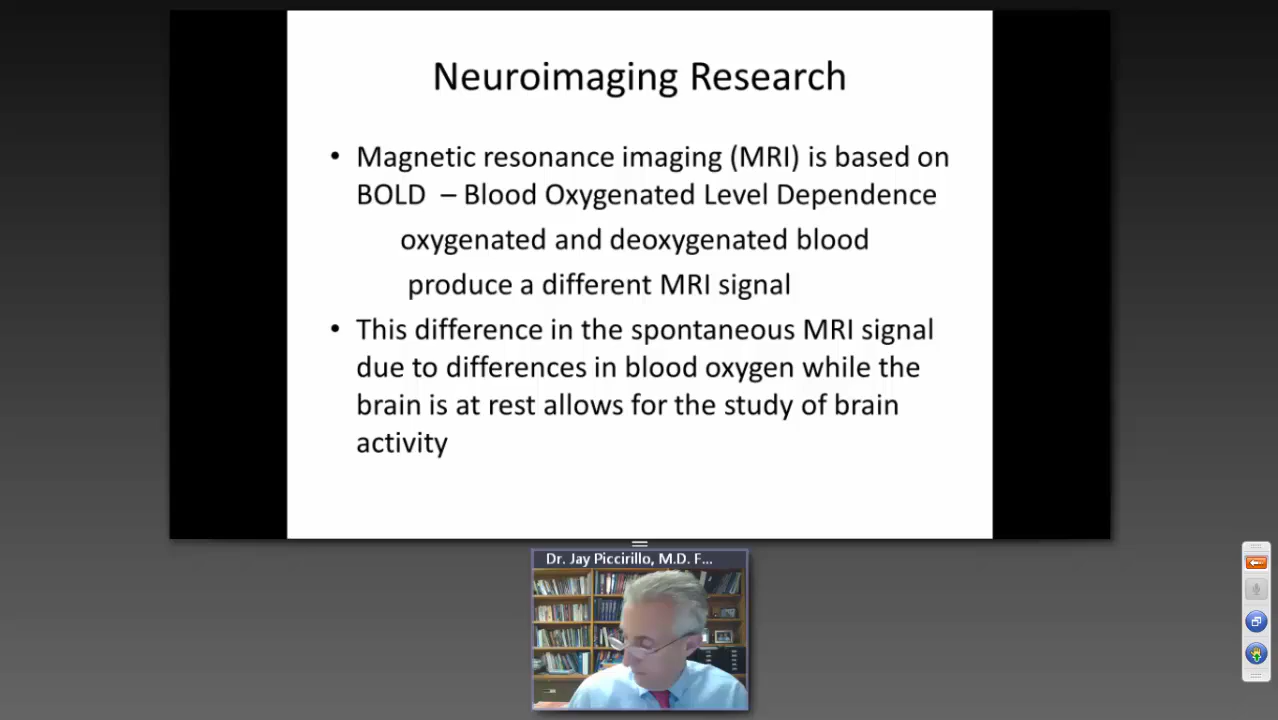 Neuroimaging Research
• Magnetic resonance imaging (MRI) is based on
BOLD – Blood Oxygenated Level Dependence
oxygenated and deoxygenated blood
produce a different MRI signal
• This difference in the spontaneous MRI signal
due to differences in blood oxygen while the
brain is at rest allows for the study of brain
activity
Dr. Jay Piccirillo, M.D. F...